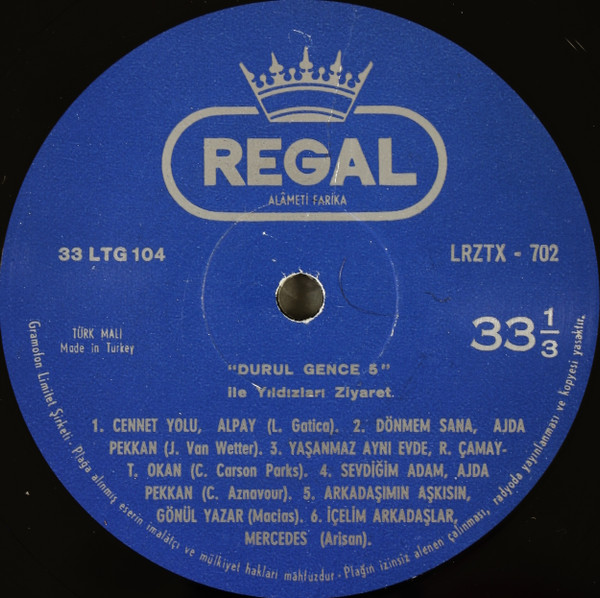 REGAL
ALÂMETİ FARİKA
33 LTG 104
LRZTX - 702
TÜRK MALI
Made in Turkey
33 1/3
"DURUL GENCE 5"
ile Yıldızları Ziyaret.
1. CENNET YOLU, ALPAY (L. Gatica). 2. DÖNMEM SANA, AJDA
PEKKAN (J. Van Wetter). 3. YAŞANMAZ AYNI EVDE, R. ÇAMAY-
T. OKAN (C. Carson Parks). 4. SEVDİĞİM ADAM, AJDA
PEKKAN (C. Aznavour). 5. ARKADAŞIMIN AŞKISIN,
GÖNÜL YAZAR (Macias). 6. İÇELİM ARKADAŞLAR,
MERCEDES (Arisan).
Gramofon Limitet Şirketi - Plağa alınmış eserin imalâtçı ve mülkiyet hakları mahfuzdur - Plağın izinsiz alenen çalınması, radyoda yayınlanması ve kopyesi yasaktır.